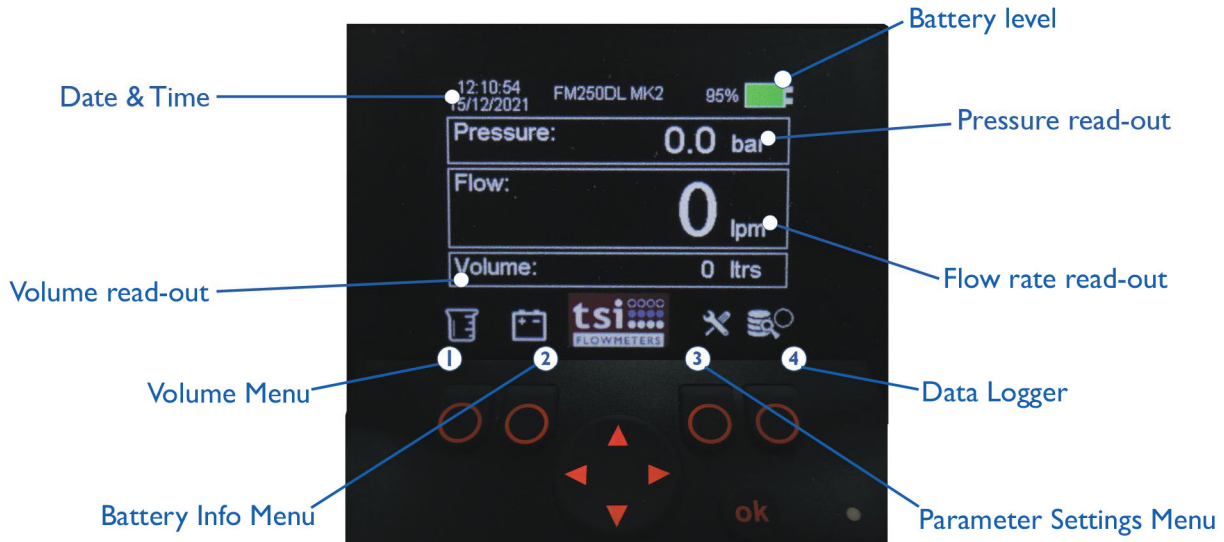 Battery level
Date & Time
12:10:54
15/12/2021
FM250DL MK2
95%
Pressure:
0.0 bar
Pressure read-out
Flow:
0 lpm
Flow rate read-out
Volume:
0 ltrs
Volume read-out
tsi
FLOWMETERS
1
2
3
4
Volume Menu
Data Logger
Battery Info Menu
ok
Parameter Settings Menu